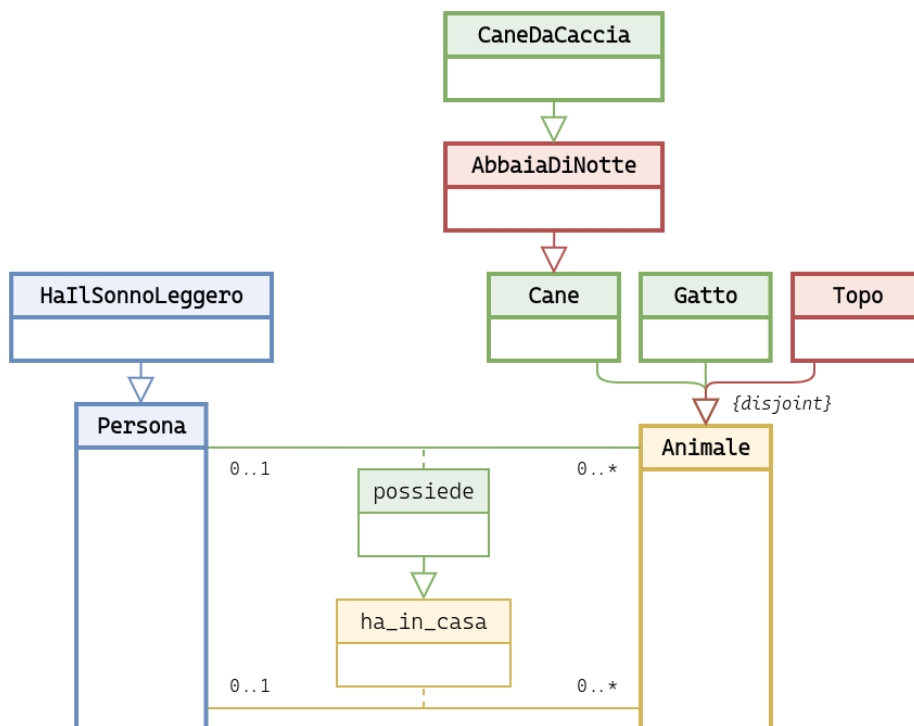 CaneDaCaccia
AbbaiaDiNotte
HaIlSonnoLeggero
Cane
Gatto
Topo
{disjoint}
Persona
Animale
0..1
0..*
possiede
ha_in_casa
0..1
0..*